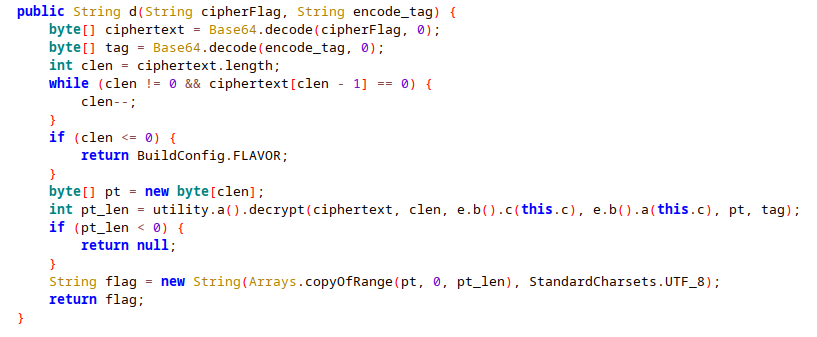 public String d(String cipherFlag, String encode_tag) {
    byte[] ciphertext = Base64.decode(cipherFlag, 0);
    byte[] tag = Base64.decode(encode_tag, 0);
    int clen = ciphertext.length;
    while (clen != 0 && ciphertext[clen - 1] == 0) {
        clen--;
    }
    if (clen <= 0) {
        return BuildConfig.FLAVOR;
    }
    byte[] pt = new byte[clen];
    int pt_len = utility.a().decrypt(ciphertext, clen, e.b().c(this.c), e.b().a(this.c), pt, tag);
    if (pt_len < 0) {
        return null;
    }
    String flag = new String(Arrays.copyOfRange(pt, 0, pt_len), StandardCharsets.UTF_8);
    return flag;
}